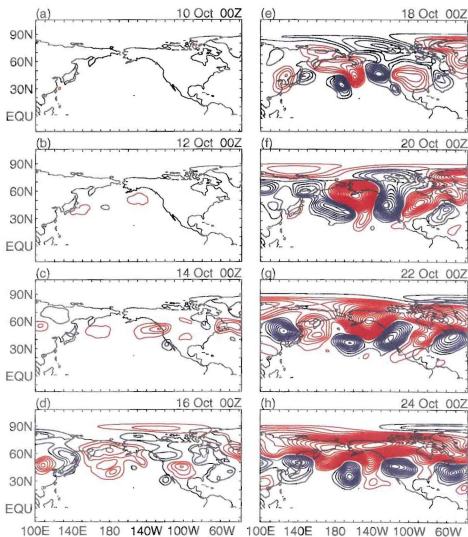 (a) 10 Oct 00Z
90N
60N
30N
EQU
(b) 12 Oct 00Z
90N
60N
30N
EQU
(c) 14 Oct 00Z
90N
60N
30N
EQU
(d) 16 Oct 00Z
90N
60N
30N
EQU
100E 140E 180 140W 100W 60W
(e) 18 Oct 00Z
(f) 20 Oct 00Z
(g) 22 Oct 00Z
(h) 24 Oct 00Z
100E 140E 180 140W 100W 60W